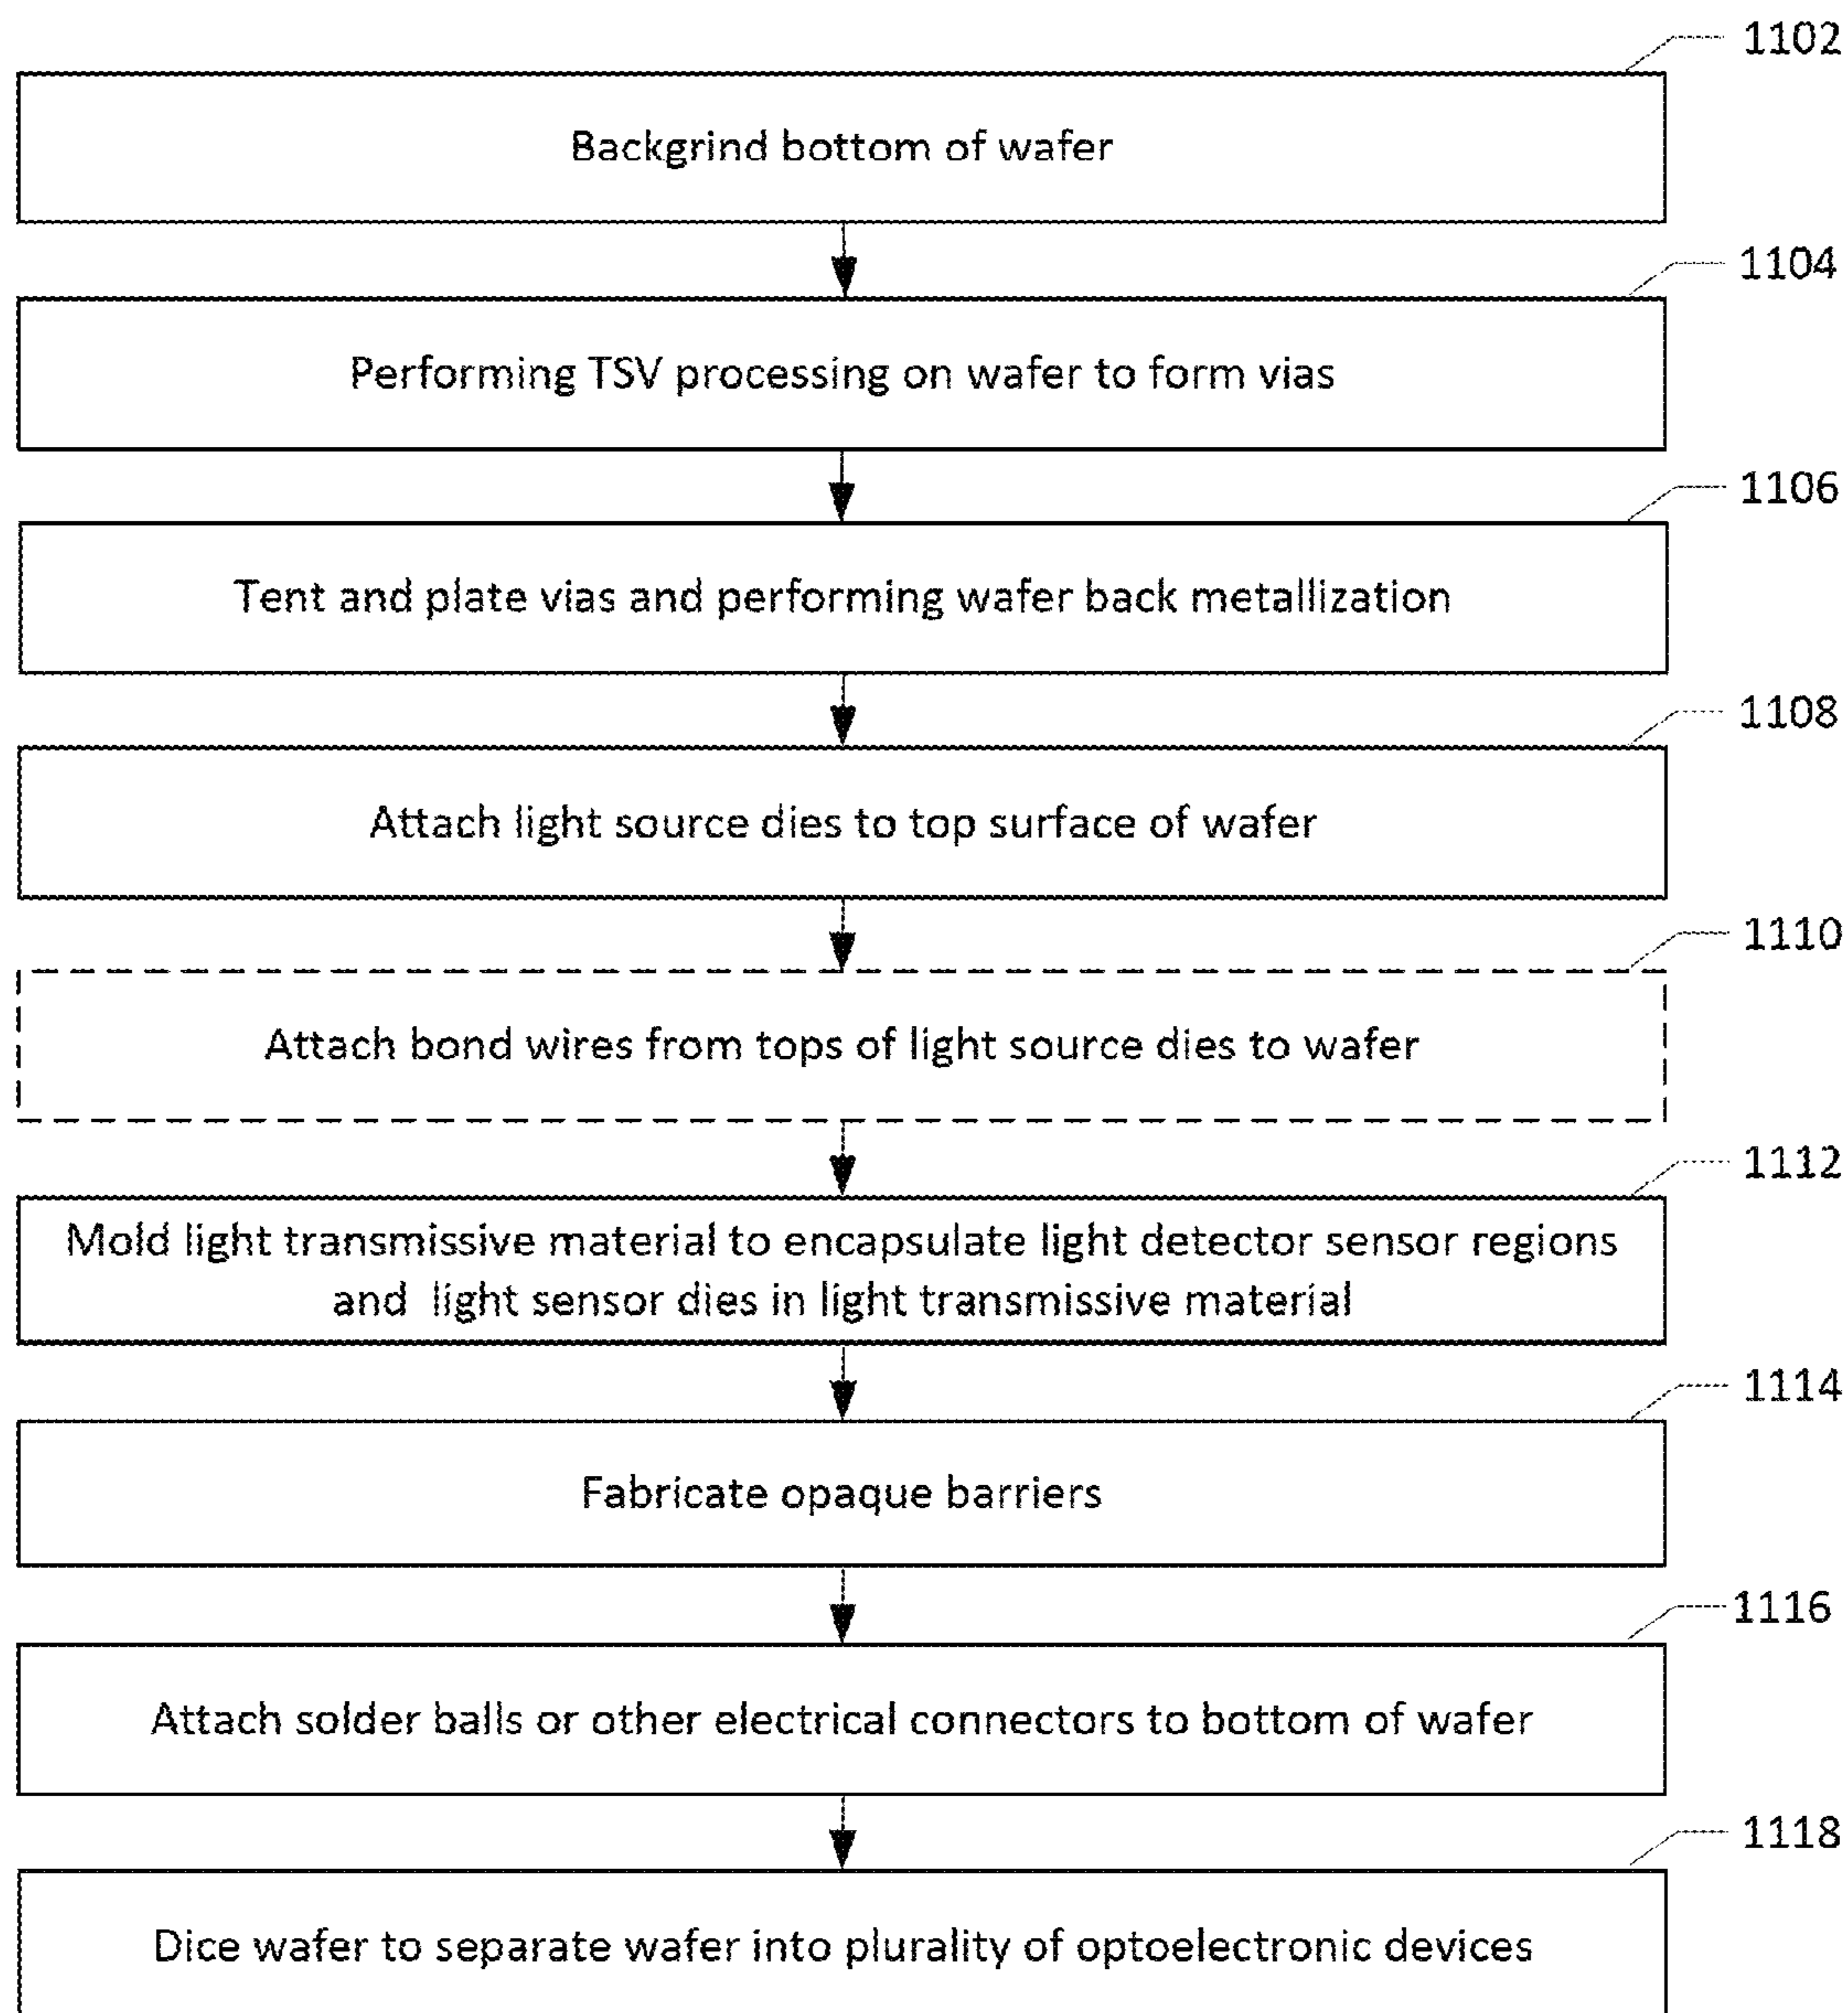 1102
Backgrind bottom of wafer
1104
Performing TSV processing on wafer to form vias
1106
Tent and plate vias and performing wafer back metallization
1108
Attach light source dies to top surface of wafer
1110
Attach bond wires from tops of light source dies to wafer
1112
Mold light transmissive material to encapsulate light detector sensor regions
and light sensor dies in light transmissive material
1114
Fabricate opaque barriers
1116
Attach solder balls or other electrical connectors to bottom of wafer
1118
Dice wafer to separate wafer into plurality of optoelectronic devices